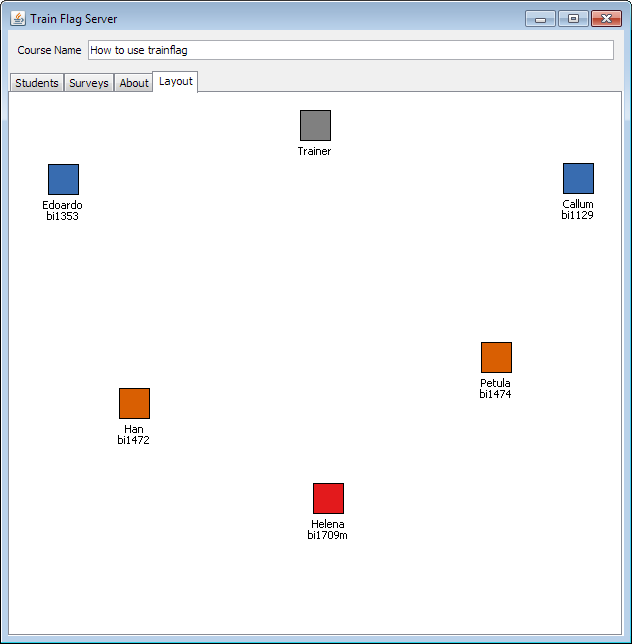 Train Flag Server
Course Name How to use trainflag
Students Surveys About Layout
Trainer
Edoardo
bi1353
Callum
bi1129
Petula
bi1474
Han
bi1472
Helena
bi1709m